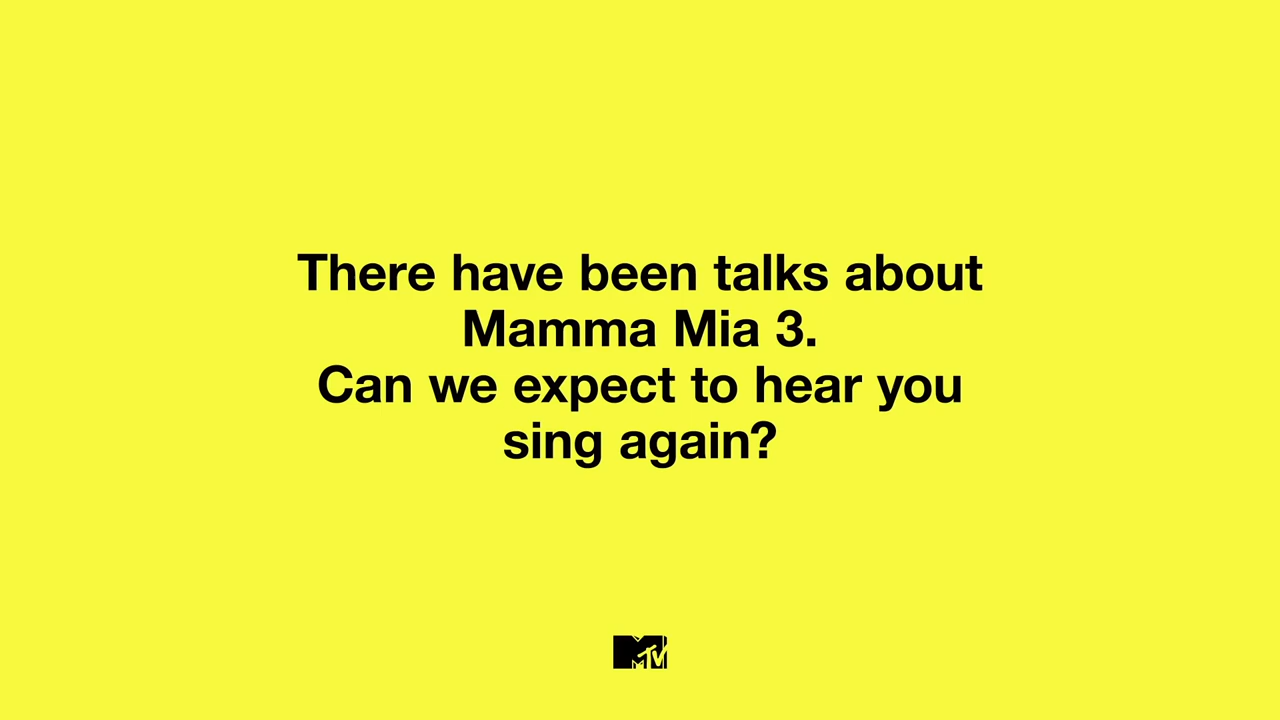 There have been talks about
Mamma Mia 3.
Can we expect to hear you
sing again?
MTV